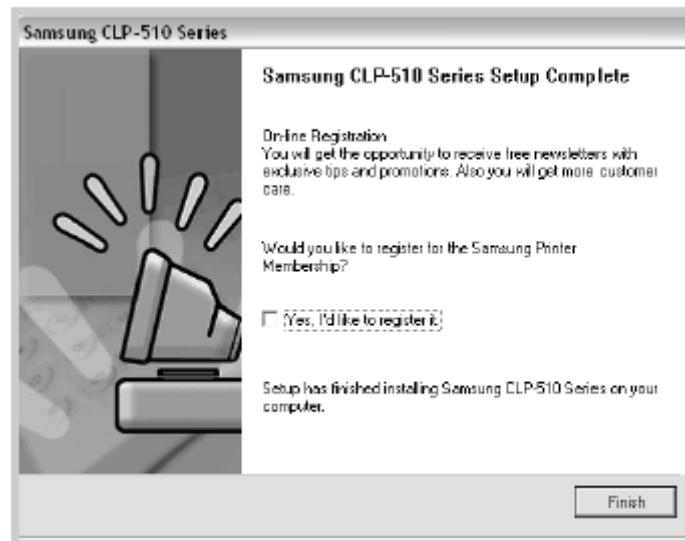 Samsung CLP-510 Series
Samsung CLP-510 Series Setup Complete
On-line Registration
You will get the opportunity to receive free newsletters with
exclusive tips and promotions. Also you will get more customer
care.
Would you like to register for the Samsung Printer
Membership?
Yes, I'd like to register it.
Setup has finished installing Samsung CLP-510 Series on your
computer.
Finish